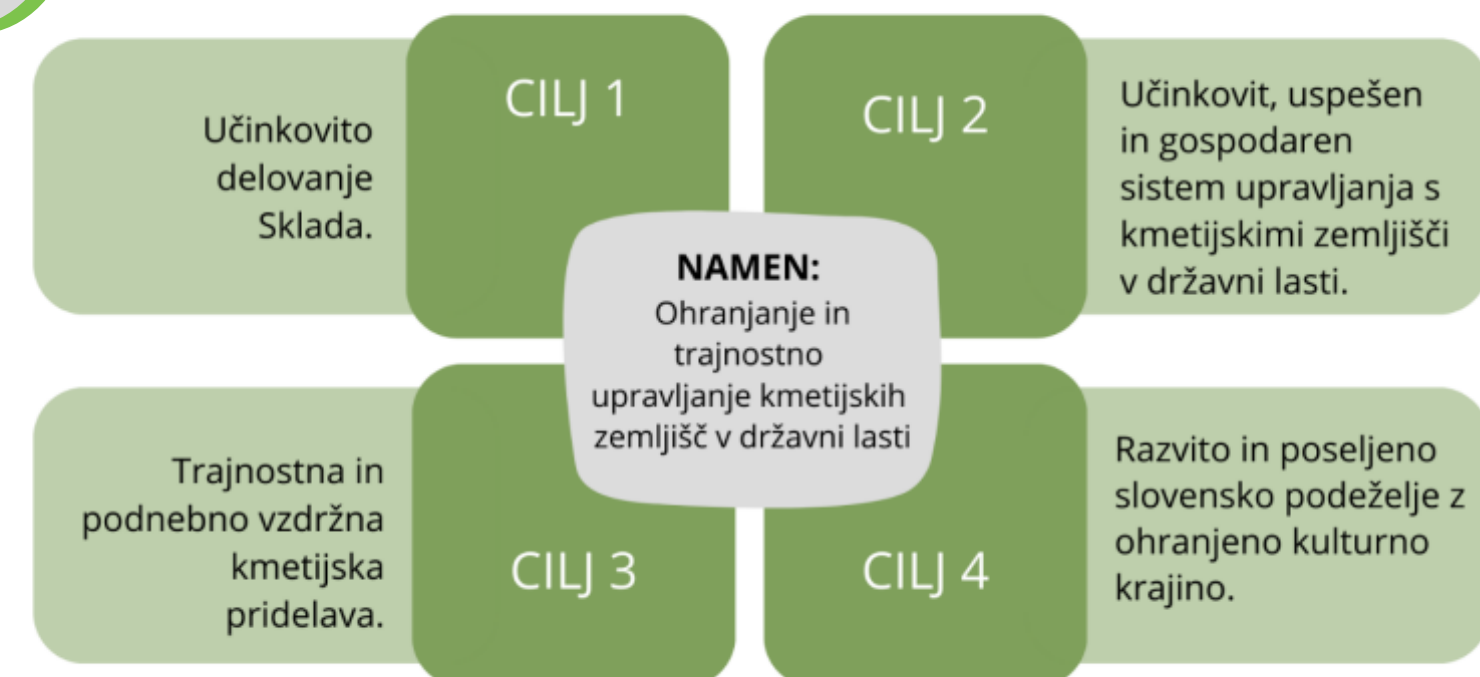 CILJ 1
Učinkovito
delovanje
Sklada.
CILJ 2
Učinkovit, uspešen
in gospodaren
sistem upravljanja s
kmetijskimi zemljišči
v državni lasti.
NAMEN:
Ohranjanje in
trajnostno
upravljanje kmetijskih
zemljišč v državni lasti
Trajnostna in
podnebno vzdržna
kmetijska
pridelava.
CILJ 3
CILJ 4
Razvito in poseljeno
slovensko podeželje z
ohranjeno kulturno
krajino.